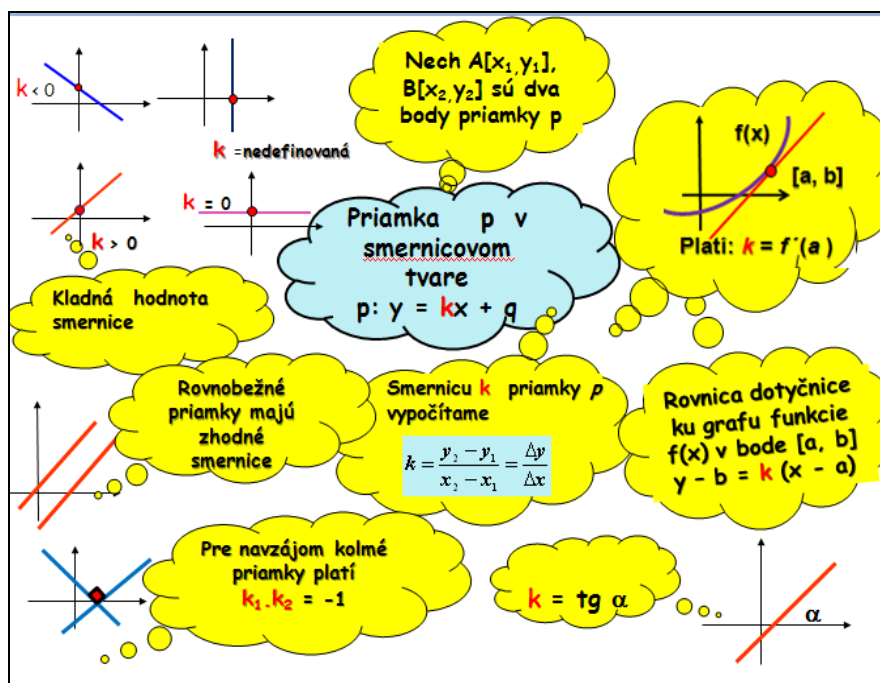 k < 0
k =nedefinovaná
k > 0
k = 0
Nech A[x₁,y₁],
B[x₂,y₂] sú dva
body priamky p
f(x)
[a, b]
Platí: k = f´(a )
Priamka p v
smernicovom
tvare
p: y = kx + q
Kladná hodnota
smernice
Rovnobežné
priamky majú
zhodné
smernice
Smernicu k priamky p
vypočítame
k = (y₂ − y₁)/(x₂ − x₁) = Δy/Δx
Rovnica dotyčnice
ku grafu funkcie
f(x) v bode [a, b]
y - b = k (x - a)
Pre navzájom kolmé
priamky platí
k₁.k₂ = -1
k = tg α
α